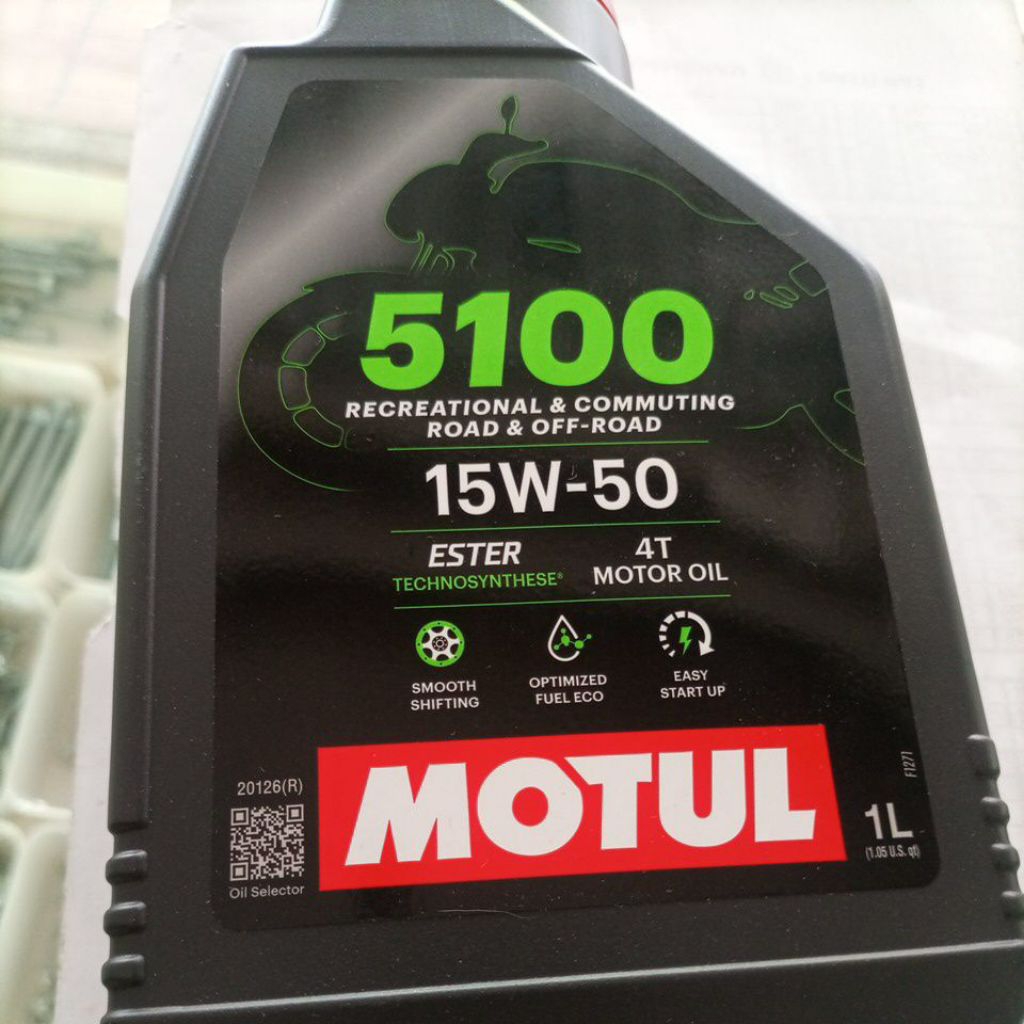 5100
RECREATIONAL & COMMUTING
ROAD & OFF-ROAD
15W-50
ESTER
TECHNOSYNTHESE®
4T
MOTOR OIL
SMOOTH
SHIFTING
OPTIMIZED
FUEL ECO
EASY
START UP
20126(R)
Oil Selector
MOTUL
F1271
1L
(1.05 U.S. qt)